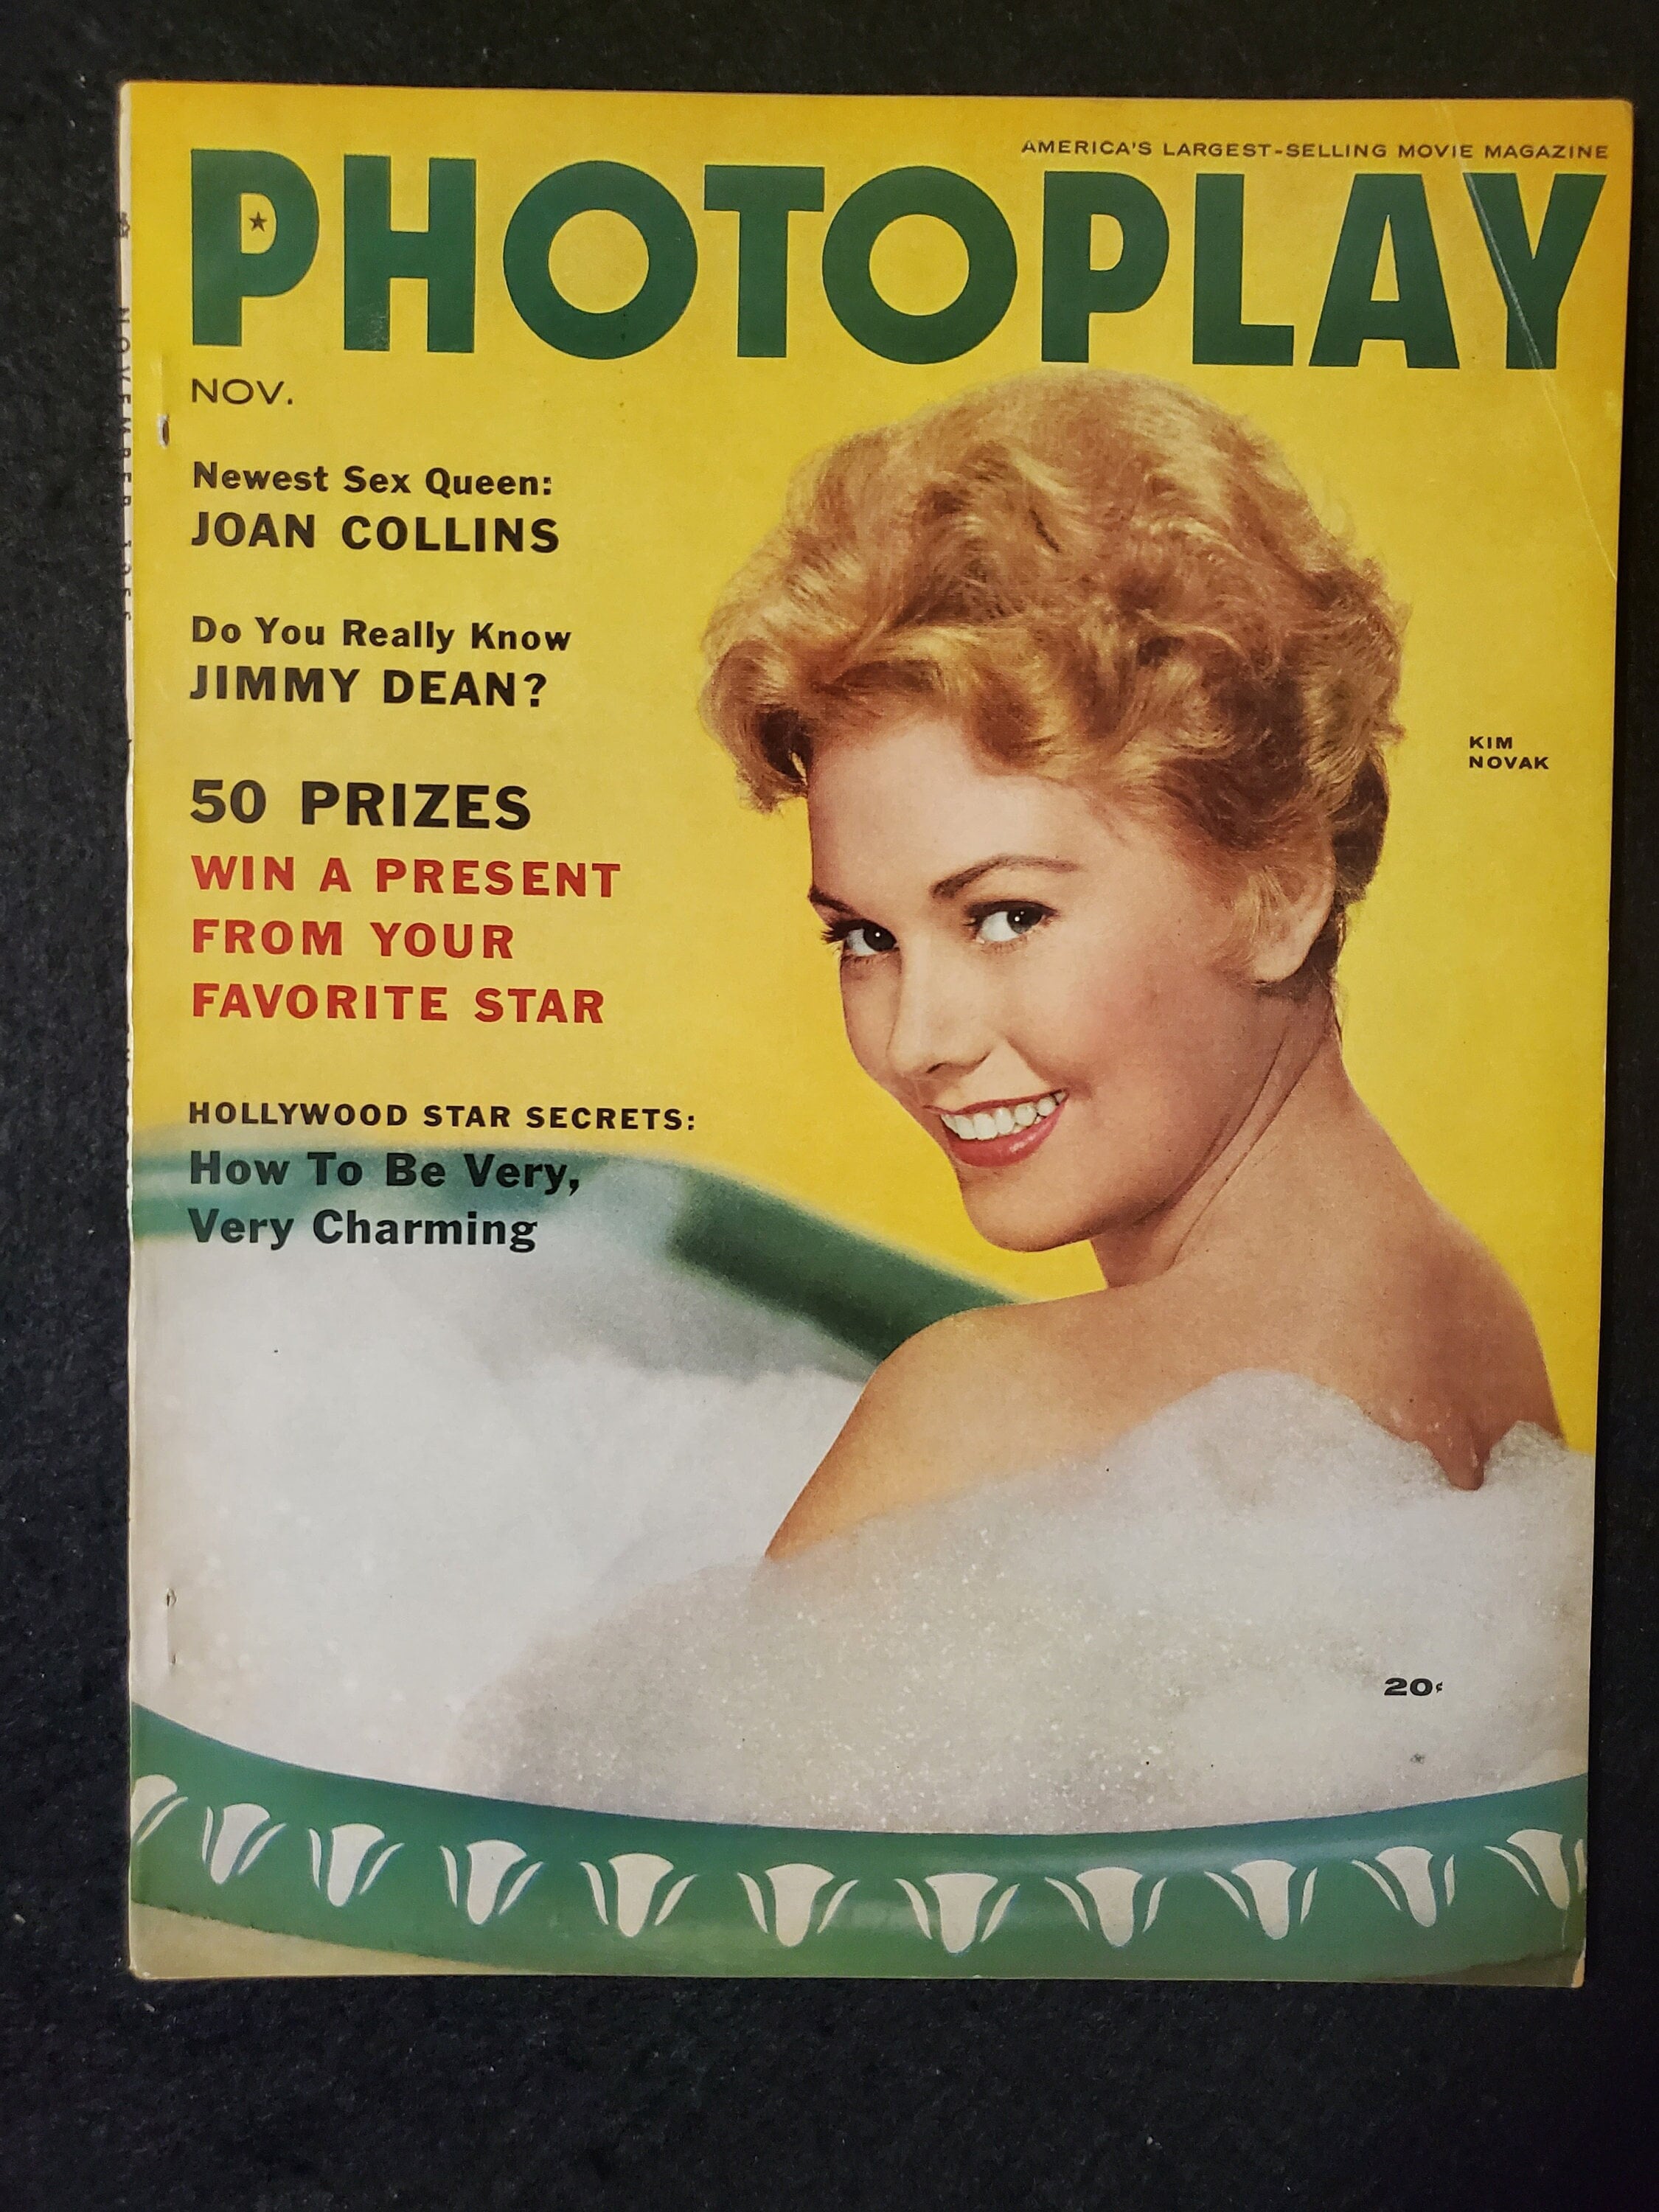 AMERICA'S LARGEST-SELLING MOVIE MAGAZINE
PHOTOPLAY
NOV.
Newest Sex Queen:
JOAN COLLINS
Do You Really Know
JIMMY DEAN?
KIM
NOVAK
50 PRIZES
WIN A PRESENT
FROM YOUR
FAVORITE STAR
HOLLYWOOD STAR SECRETS:
How To Be Very,
Very Charming
20¢
NOVEMBER